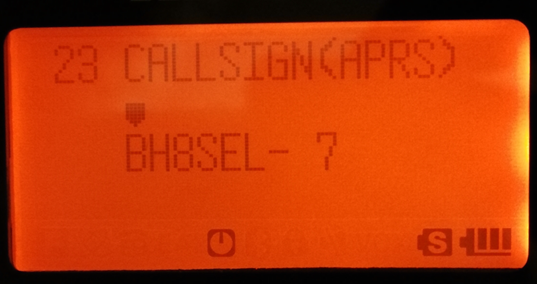 23 CALLSIGN(APRS)
BH8SEL- 7
S